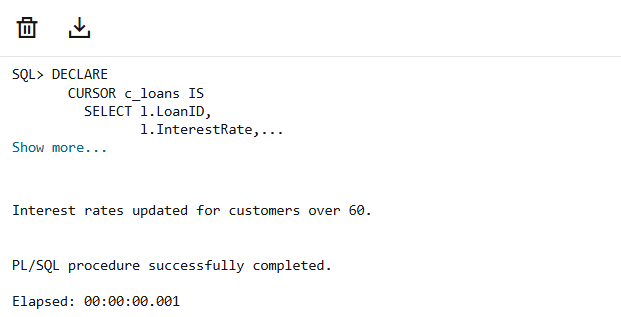 SQL> DECLARE
       CURSOR c_loans IS
         SELECT l.LoanID,
                l.InterestRate,...
Show more...
Interest rates updated for customers over 60.
PL/SQL procedure successfully completed.
Elapsed: 00:00:00.001